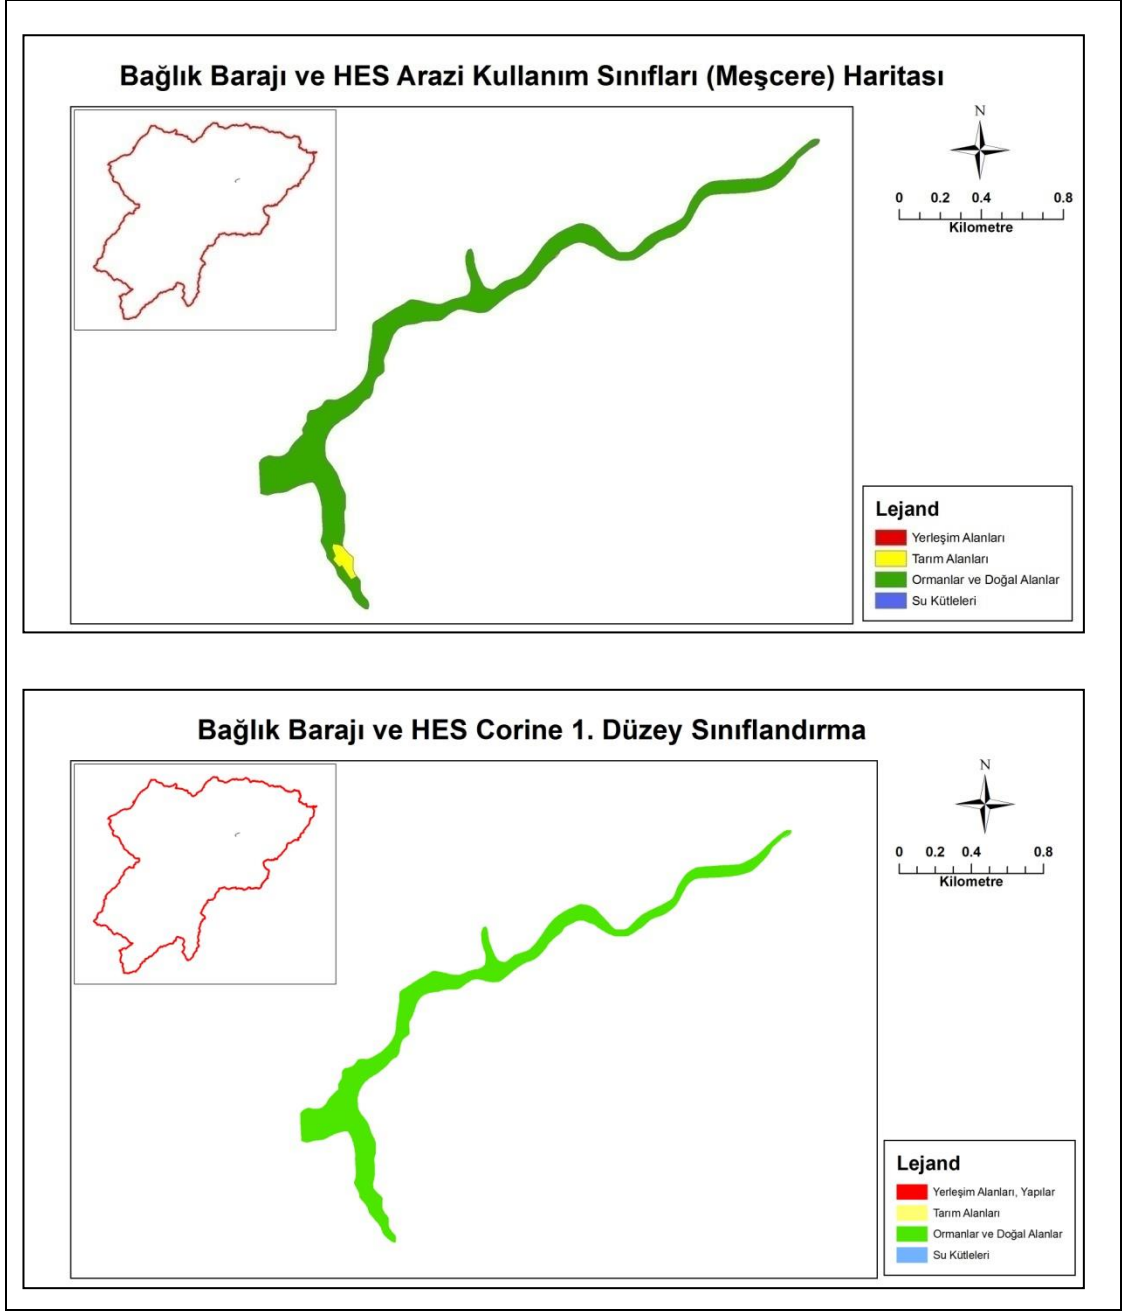 Bağlık Barajı ve HES Arazi Kullanım Sınıfları (Meşcere) Haritası
N
0 0.2 0.4 0.8
Kilometre
Lejand
Yerleşim Alanları
Tarım Alanları
Ormanlar ve Doğal Alanlar
Su Kütleleri
Bağlık Barajı ve HES Corine 1. Düzey Sınıflandırma
N
0 0.2 0.4 0.8
Kilometre
Lejand
Yerleşim Alanları, Yapılar
Tarım Alanları
Ormanlar ve Doğal Alanlar
Su Kütleleri